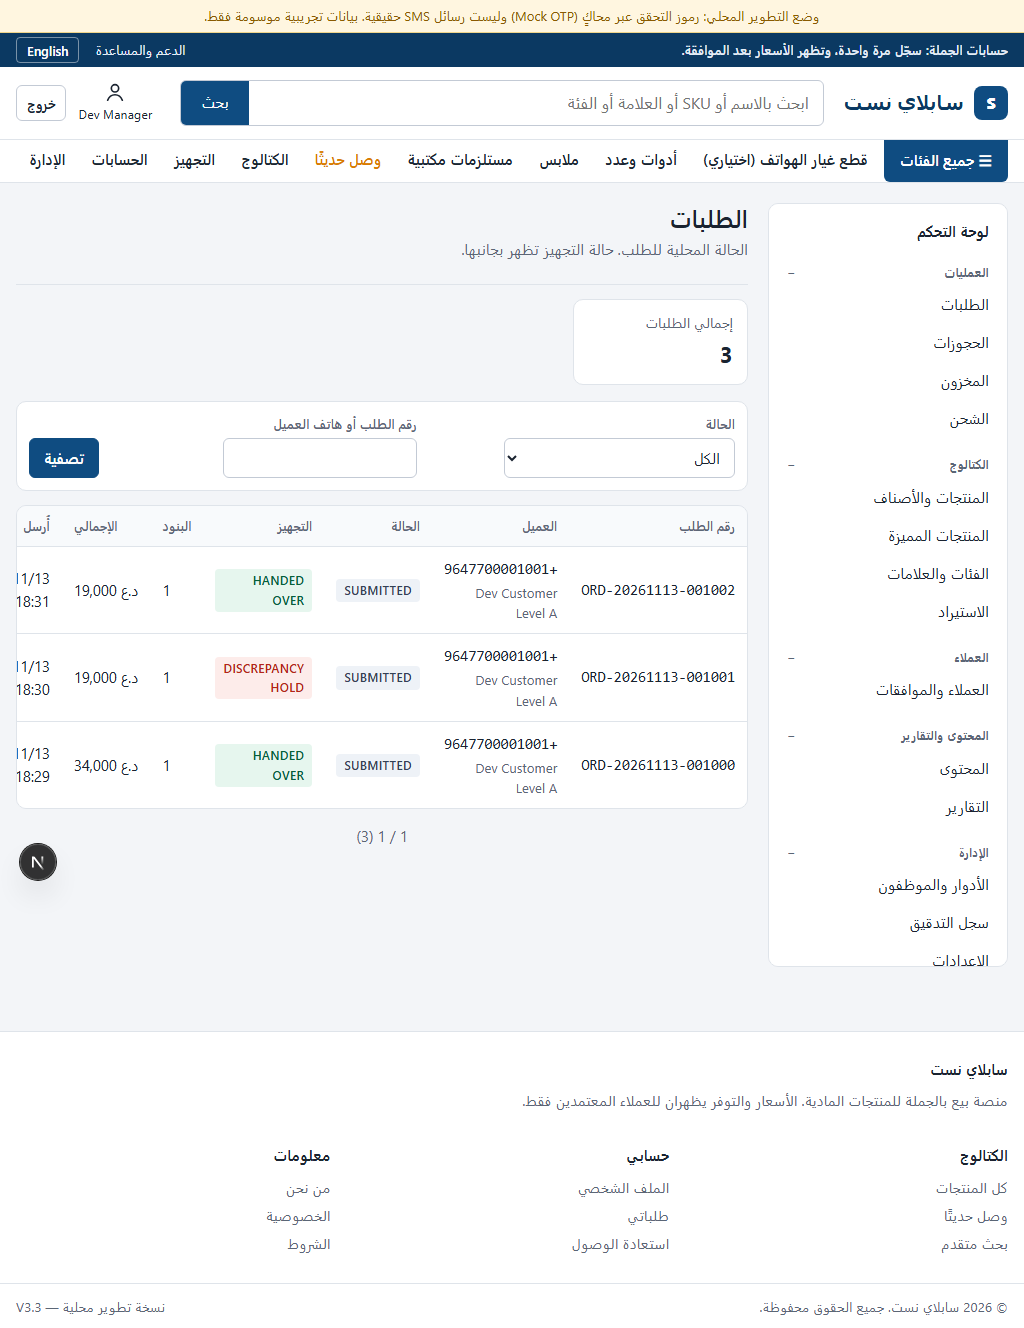 وضع التطوير المحلي: رموز التحقق عبر محاكٍ (Mock OTP) وليست رسائل SMS حقيقية. بيانات تجريبية موسومة فقط.
حسابات الجملة: سجّل مرة واحدة. وتظهر الأسعار بعد الموافقة.
الدعم والمساعدة
English
S
سابلاي نست
ابحث بالاسم أو SKU أو العلامة أو الفئة
بحث
Dev Manager
خروج
☰ جميع الفئات
قطع غيار الهواتف (اختياري)
أدوات وعدد
ملابس
مستلزمات مكتبية
وصل حديثًا
الكتالوج
التجهيز
الحسابات
الإدارة
لوحة التحكم
العمليات –
الطلبات
الحجوزات
المخزون
الشحن
الكتالوج –
المنتجات والأصناف
المنتجات المميزة
الفئات والعلامات
الاستيراد
العملاء –
العملاء والموافقات
المحتوى والتقارير –
المحتوى
التقارير
الإدارة –
الأدوار والموظفون
سجل التدقيق
الإعدادات
الطلبات
الحالة المحلية للطلب. حالة التجهيز تظهر بجانبها.
إجمالي الطلبات
3
الحالة
الكل
رقم الطلب أو هاتف العميل
تصفية
رقم الطلب العميل الحالة التجهيز البنود الإجمالي أُرسل
ORD-20261113-001002
+9647700001001
Dev Customer
Level A
SUBMITTED
HANDED
OVER
1
19,000 د.ع
11/13
18:31
ORD-20261113-001001
+9647700001001
Dev Customer
Level A
SUBMITTED
DISCREPANCY
HOLD
1
19,000 د.ع
11/13
18:30
ORD-20261113-001000
+9647700001001
Dev Customer
Level A
SUBMITTED
HANDED
OVER
1
34,000 د.ع
11/13
18:29
1 / 1 (3)
N
سابلاي نست
منصة بيع بالجملة للمنتجات المادية. الأسعار والتوفر يظهران للعملاء المعتمدين فقط.
الكتالوج
كل المنتجات
وصل حديثًا
بحث متقدم
حسابي
الملف الشخصي
طلباتي
استعادة الوصول
معلومات
من نحن
الخصوصية
الشروط
© 2026 سابلاي نست. جميع الحقوق محفوظة.
نسخة تطوير محلية — V3.3